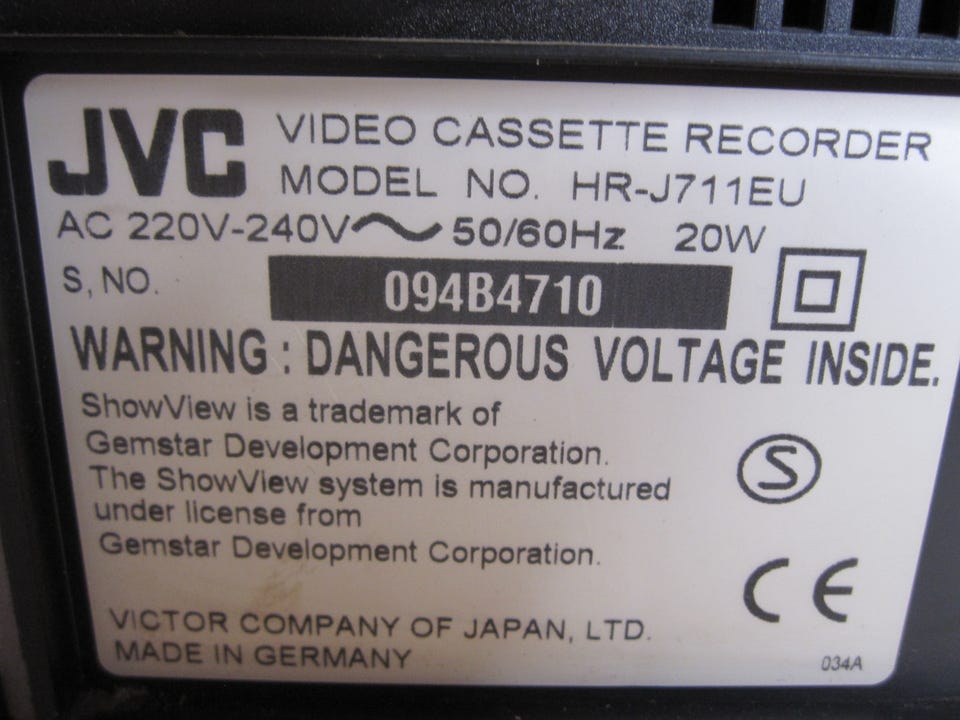 JVC VIDEO CASSETTE RECORDER
MODEL NO. HR-J711EU
AC 220V-240V~ 50/60Hz 20W
S, NO. 094B4710
WARNING : DANGEROUS VOLTAGE INSIDE.
ShowView is a trademark of
Gemstar Development Corporation.
The ShowView system is manufactured
under license from
Gemstar Development Corporation.
S
CE
VICTOR COMPANY OF JAPAN, LTD.
MADE IN GERMANY
034A